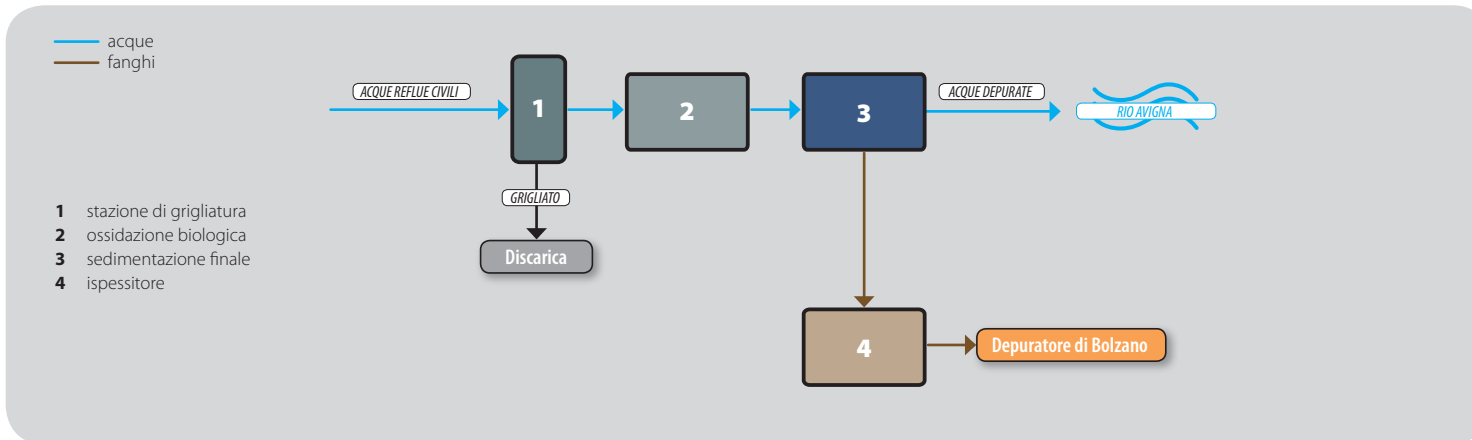 acque
fanghi
ACQUE REFLUE CIVILI
1
2
3
ACQUE DEPURATE
RIO AVIGNA
GRIGLIATO
Discarica
1 stazione di grigliatura
2 ossidazione biologica
3 sedimentazione finale
4 ispessitore
4
Depuratore di Bolzano